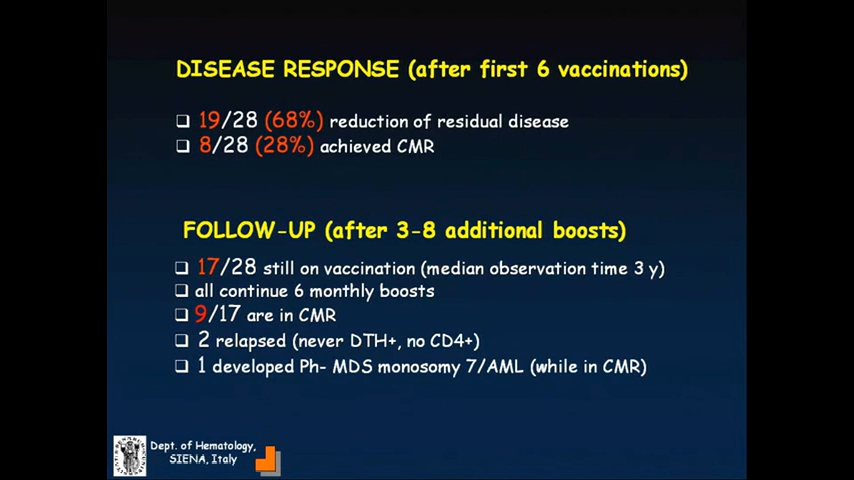 DISEASE RESPONSE (after first 6 vaccinations)
❑ 19/28 (68%) reduction of residual disease
❑ 8/28 (28%) achieved CMR
FOLLOW-UP (after 3-8 additional boosts)
❑ 17/28 still on vaccination (median observation time 3 y)
❑ all continue 6 monthly boosts
❑ 9/17 are in CMR
❑ 2 relapsed (never DTH+, no CD4+)
❑ 1 developed Ph- MDS monosomy 7/AML (while in CMR)
Dept. of Hematology,
SIENA, Italy